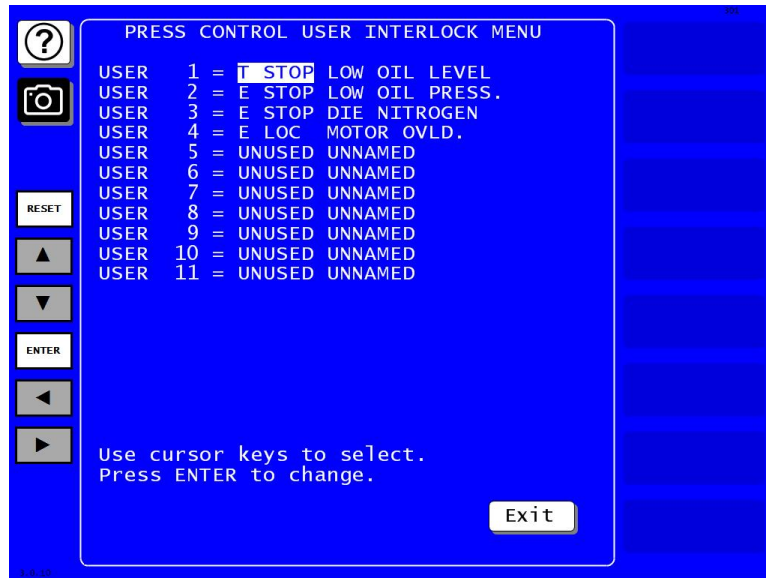 PRESS CONTROL USER INTERLOCK MENU
USER 1 = T STOP LOW OIL LEVEL
USER 2 = E STOP LOW OIL PRESS.
USER 3 = E STOP DIE NITROGEN
USER 4 = E LOC MOTOR OVLD.
USER 5 = UNUSED UNNAMED
USER 6 = UNUSED UNNAMED
USER 7 = UNUSED UNNAMED
USER 8 = UNUSED UNNAMED
USER 9 = UNUSED UNNAMED
USER 10 = UNUSED UNNAMED
USER 11 = UNUSED UNNAMED
?
RESET
ENTER
Use cursor keys to select.
Press ENTER to change.
Exit